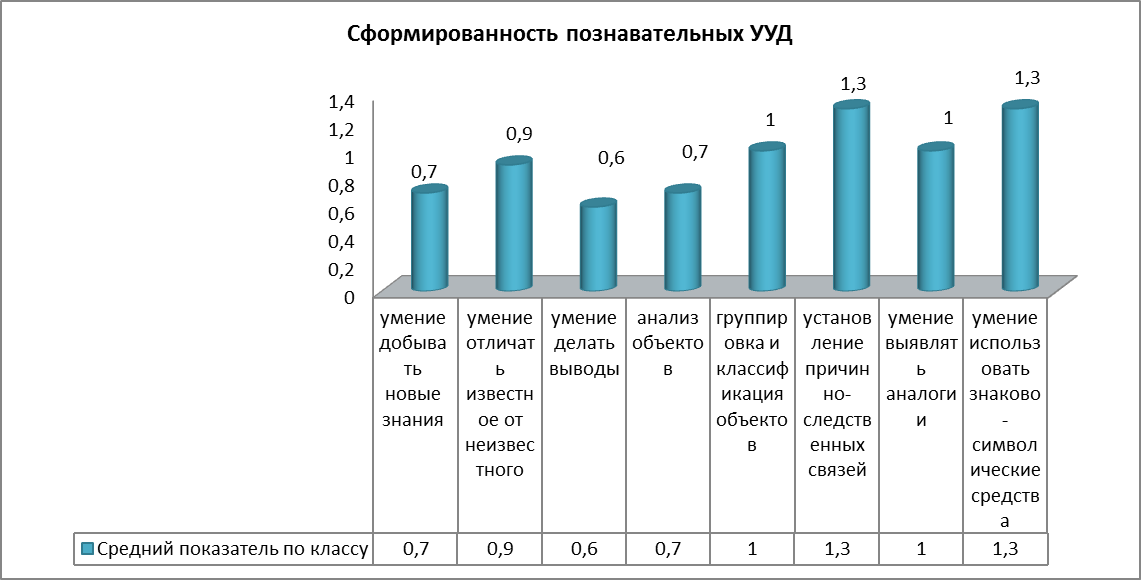 Сформированность познавательных УУД
1,4
1,2
1
0,8
0,6
0,4
0,2
0
0,7
0,9
0,6
0,7
1
1,3
1
1,3
умение
добыва
ть
новые
знания
умение
отличат
ь
известн
ое от
неизвес
тного
умение
делать
выводы
анализ
объекто
в
группир
овка и
классиф
икация
объекто
в
установ
ление
причин
но-
следств
енных
связей
умение
выявлят
ь
аналоги
и
умение
использ
овать
знаково
-
символ
ические
средств
а
Средний показатель по классу 0,7 0,9 0,6 0,7 1 1,3 1 1,3